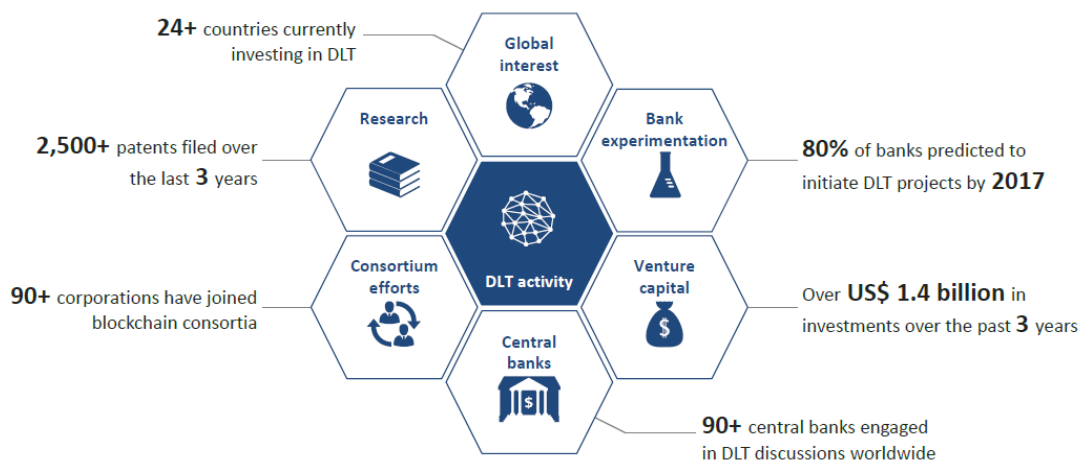 24+ countries currently
investing in DLT
Global
interest
Research
Bank
experimentation
2,500+ patents filed over
the last 3 years
80% of banks predicted to
initiate DLT projects by 2017
DLT activity
Consortium
efforts
Venture
capital
90+ corporations have joined
blockchain consortia
$
Over US$ 1.4 billion in
investments over the past 3 years
Central
banks
$
90+ central banks engaged
in DLT discussions worldwide